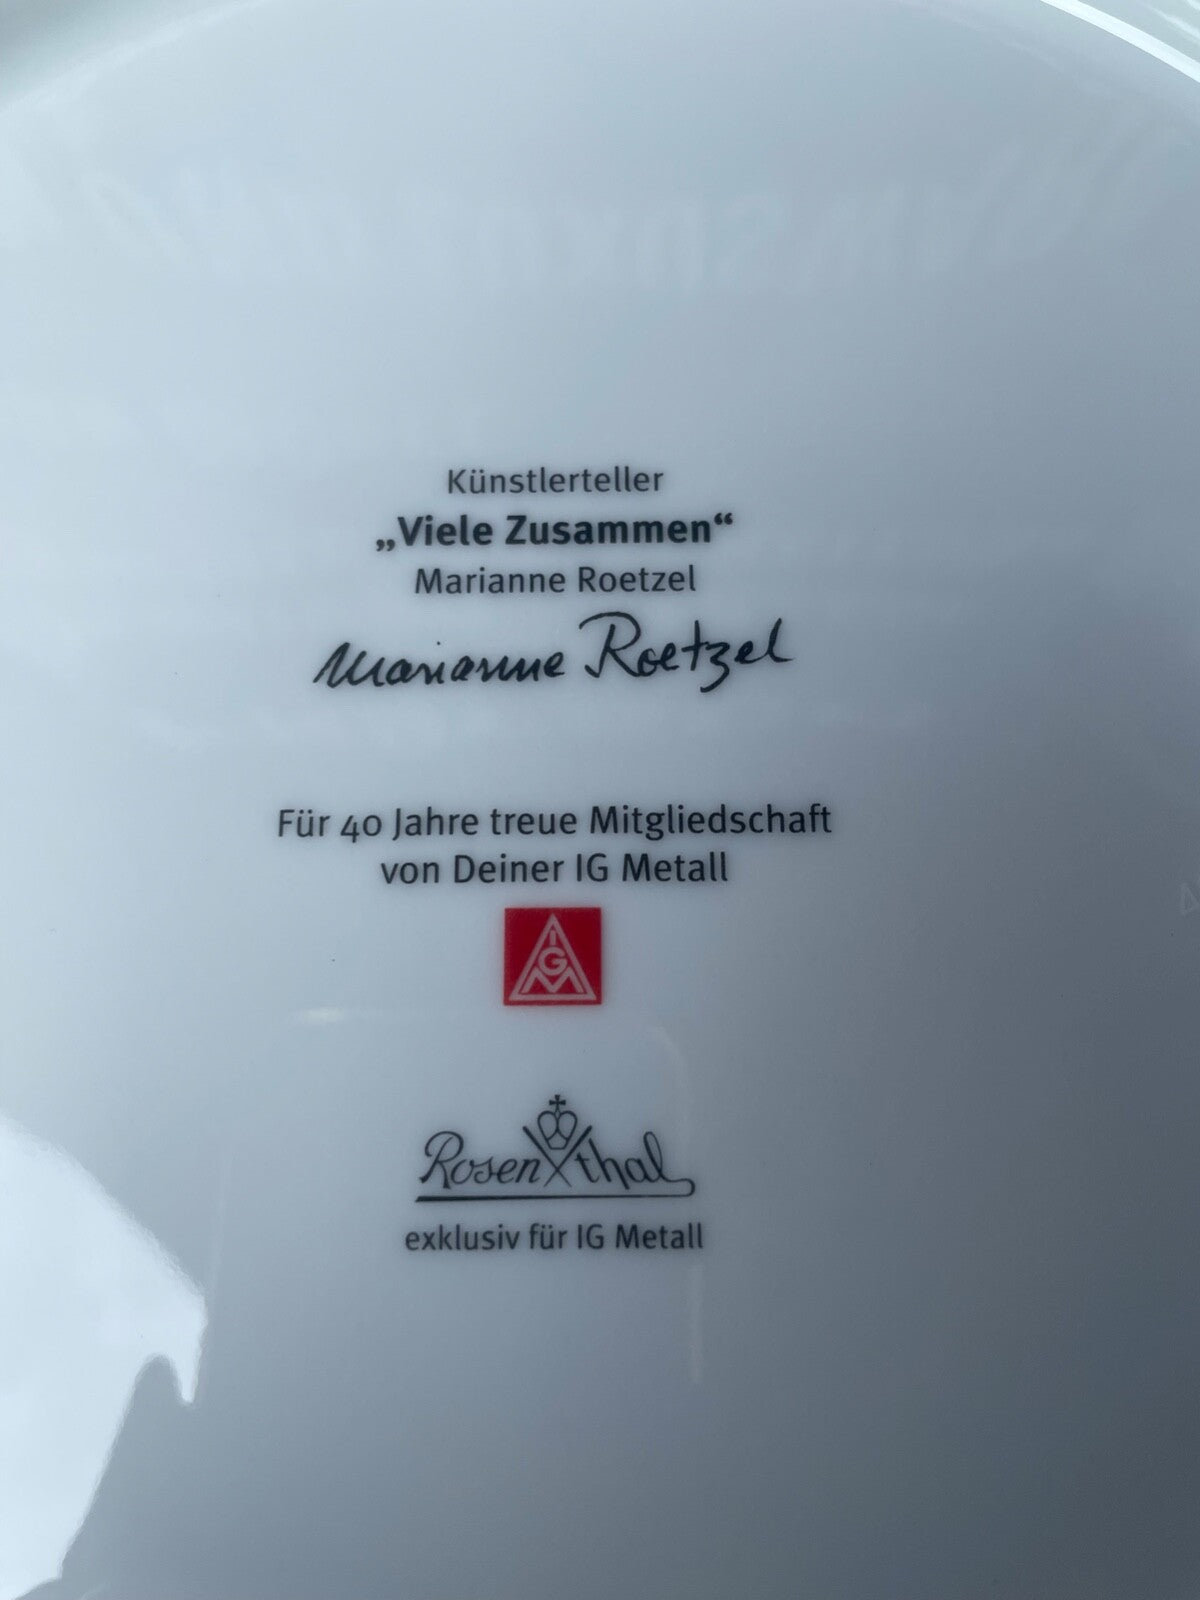 Künstlerteller
„Viele Zusammen“
Marianne Roetzel
Marianne Roetzel
Für 40 Jahre treue Mitgliedschaft
von Deiner IG Metall
IGM
Rosenthal
exklusiv für IG Metall